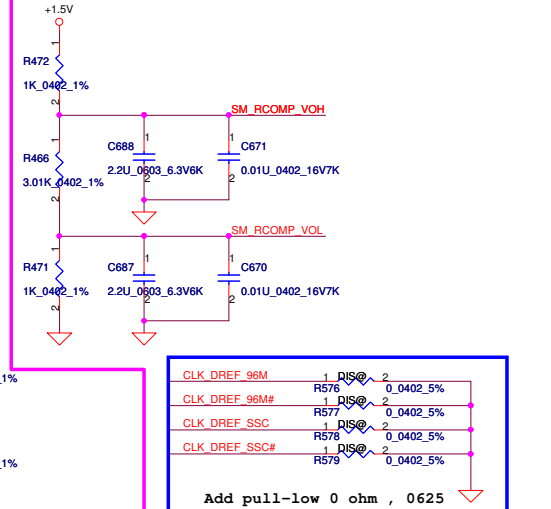 +1.5V
1
R472
1K_0402_1%
2
SM_RCOMP_VOH
1
R466
3.01K_0402_1%
2
C688
1
2.2U_0603_6.3V6K
2
C671
1
0.01U_0402_16V7K
2
SM_RCOMP_VOL
1
R471
1K_0402_1%
2
C687
1
2.2U_0603_6.3V6K
2
C670
1
0.01U_0402_16V7K
2
_1%
_1%
CLK_DREF_96M 1 DIS@ 2
R576 0_0402_5%
CLK_DREF_96M# 1 DIS@ 2
R577 0_0402_5%
CLK_DREF_SSC 1 DIS@ 2
R578 0_0402_5%
CLK_DREF_SSC# 1 DIS@ 2
R579 0_0402_5%
Add pull-low 0 ohm , 0625